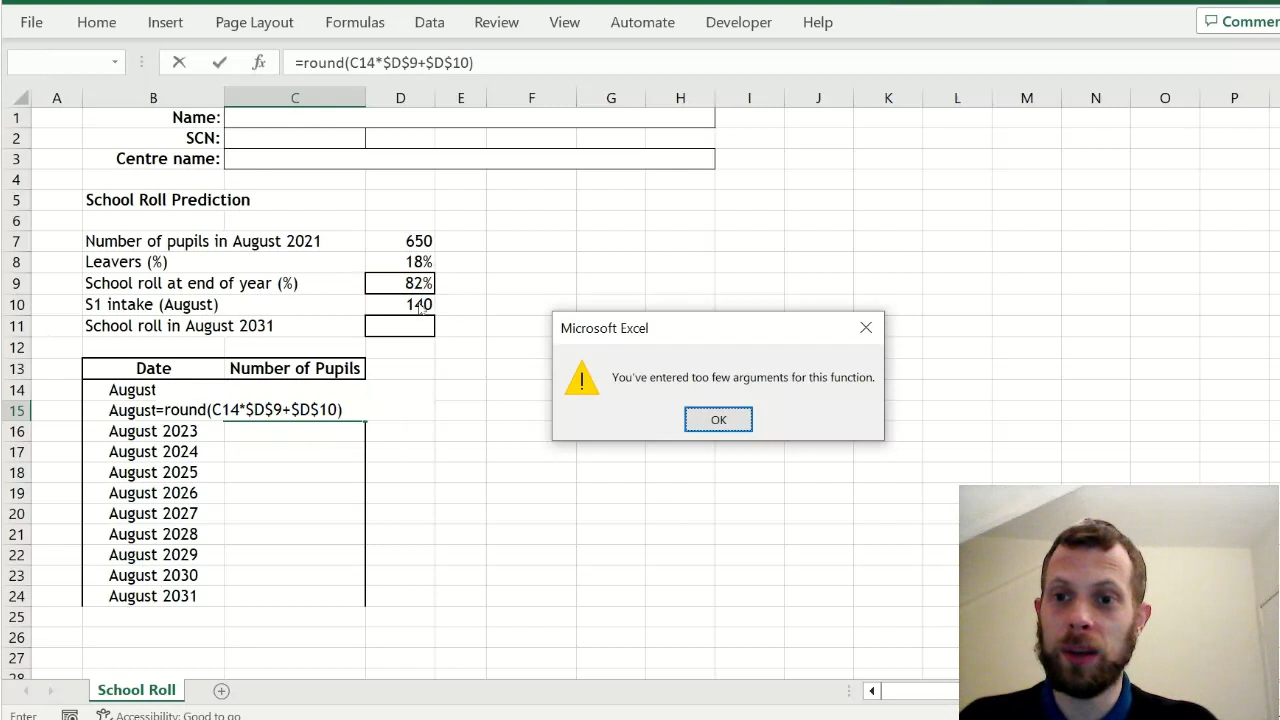 File Home Insert Page Layout Formulas Data Review View Automate Developer Help Commen
=round(C14*$D$9+$D$10)
A B C D E F G H I J K L M N O P
1 Name:
2 SCN:
3 Centre name:
4
5 School Roll Prediction
6
7 Number of pupils in August 2021 650
8 Leavers (%) 18%
9 School roll at end of year (%) 82%
10 S1 intake (August) 140
11 School roll in August 2031
12
13 Date Number of Pupils
14 August
15 August=round(C14*$D$9+$D$10)
16 August 2023
17 August 2024
18 August 2025
19 August 2026
20 August 2027
21 August 2028
22 August 2029
23 August 2030
24 August 2031
25
26
27
28
Microsoft Excel
You've entered too few arguments for this function.
OK
School Roll
Enter Accessibility: Good to go